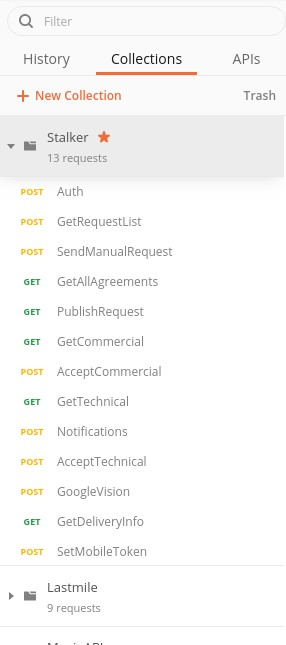 Filter
History Collections APIs
+ New Collection Trash
Stalker
13 requests
POST Auth
POST GetRequestList
POST SendManualRequest
GET GetAllAgreements
GET PublishRequest
GET GetCommercial
POST AcceptCommercial
GET GetTechnical
POST Notifications
POST AcceptTechnical
POST GoogleVision
GET GetDeliveryInfo
POST SetMobileToken
Lastmile
9 requests